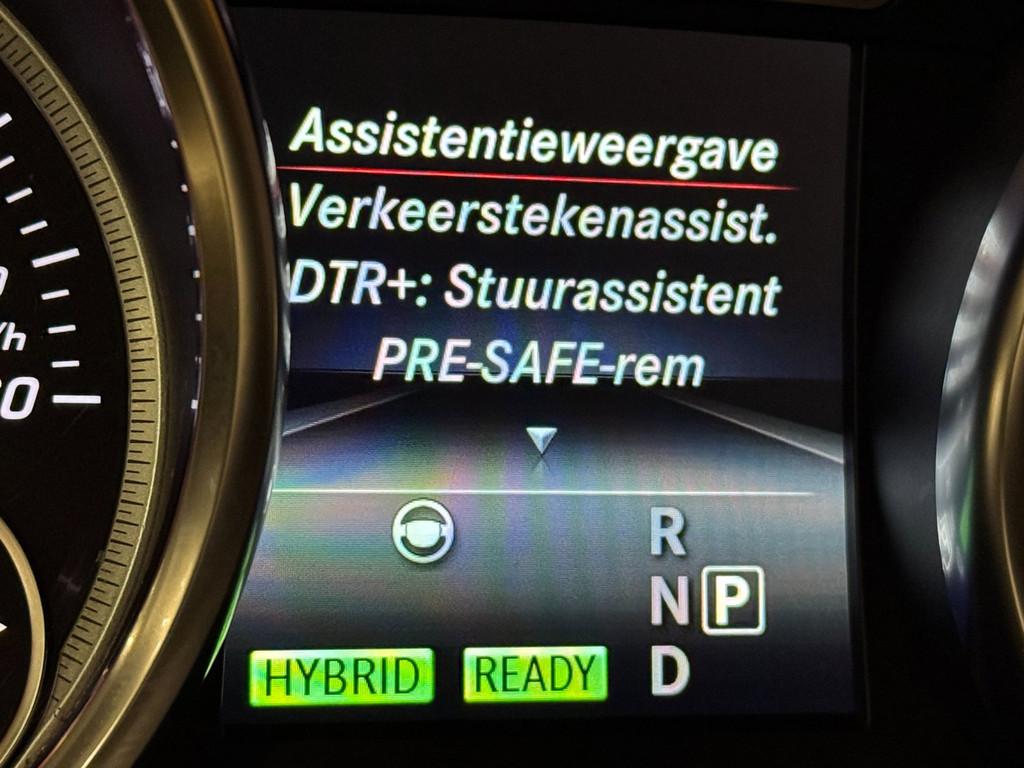 Assistentieweergave
Verkeerstekenassist.
DTR+: Stuurassistent
PRE-SAFE-rem
R
N P
D
HYBRID READY